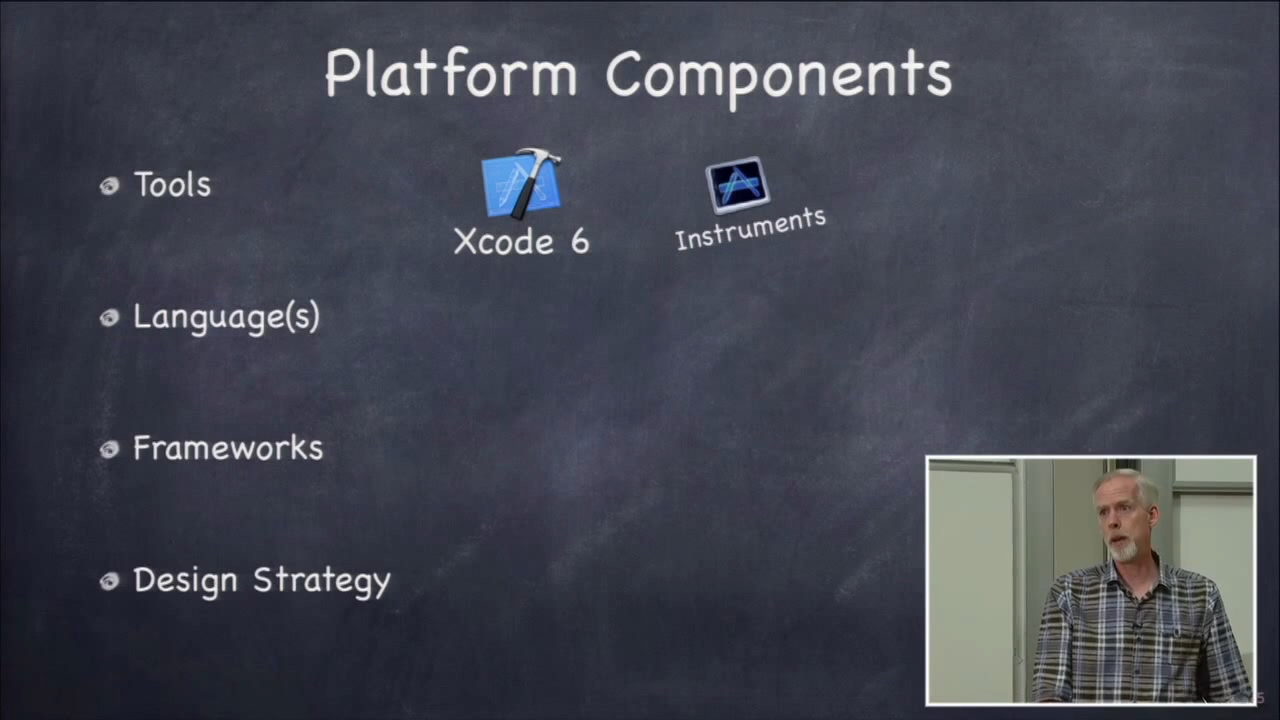 Platform Components
Tools
Xcode 6
Instruments
Language(s)
Frameworks
Design Strategy